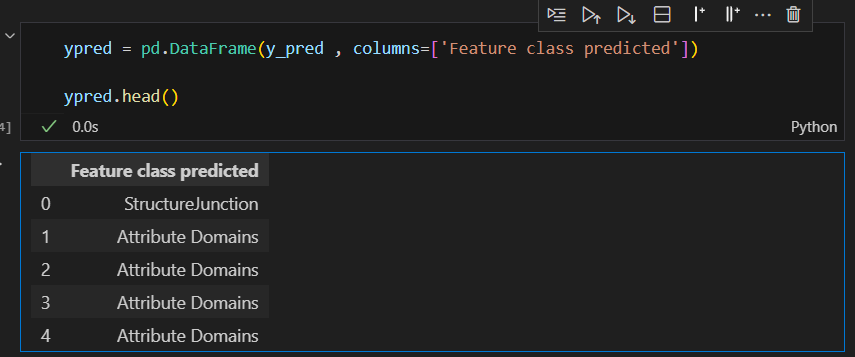 ypred = pd.DataFrame(y_pred , columns=['Feature class predicted'])
ypred.head()
4]
0.0s
Python
Feature class predicted
0 StructureJunction
1 Attribute Domains
2 Attribute Domains
3 Attribute Domains
4 Attribute Domains